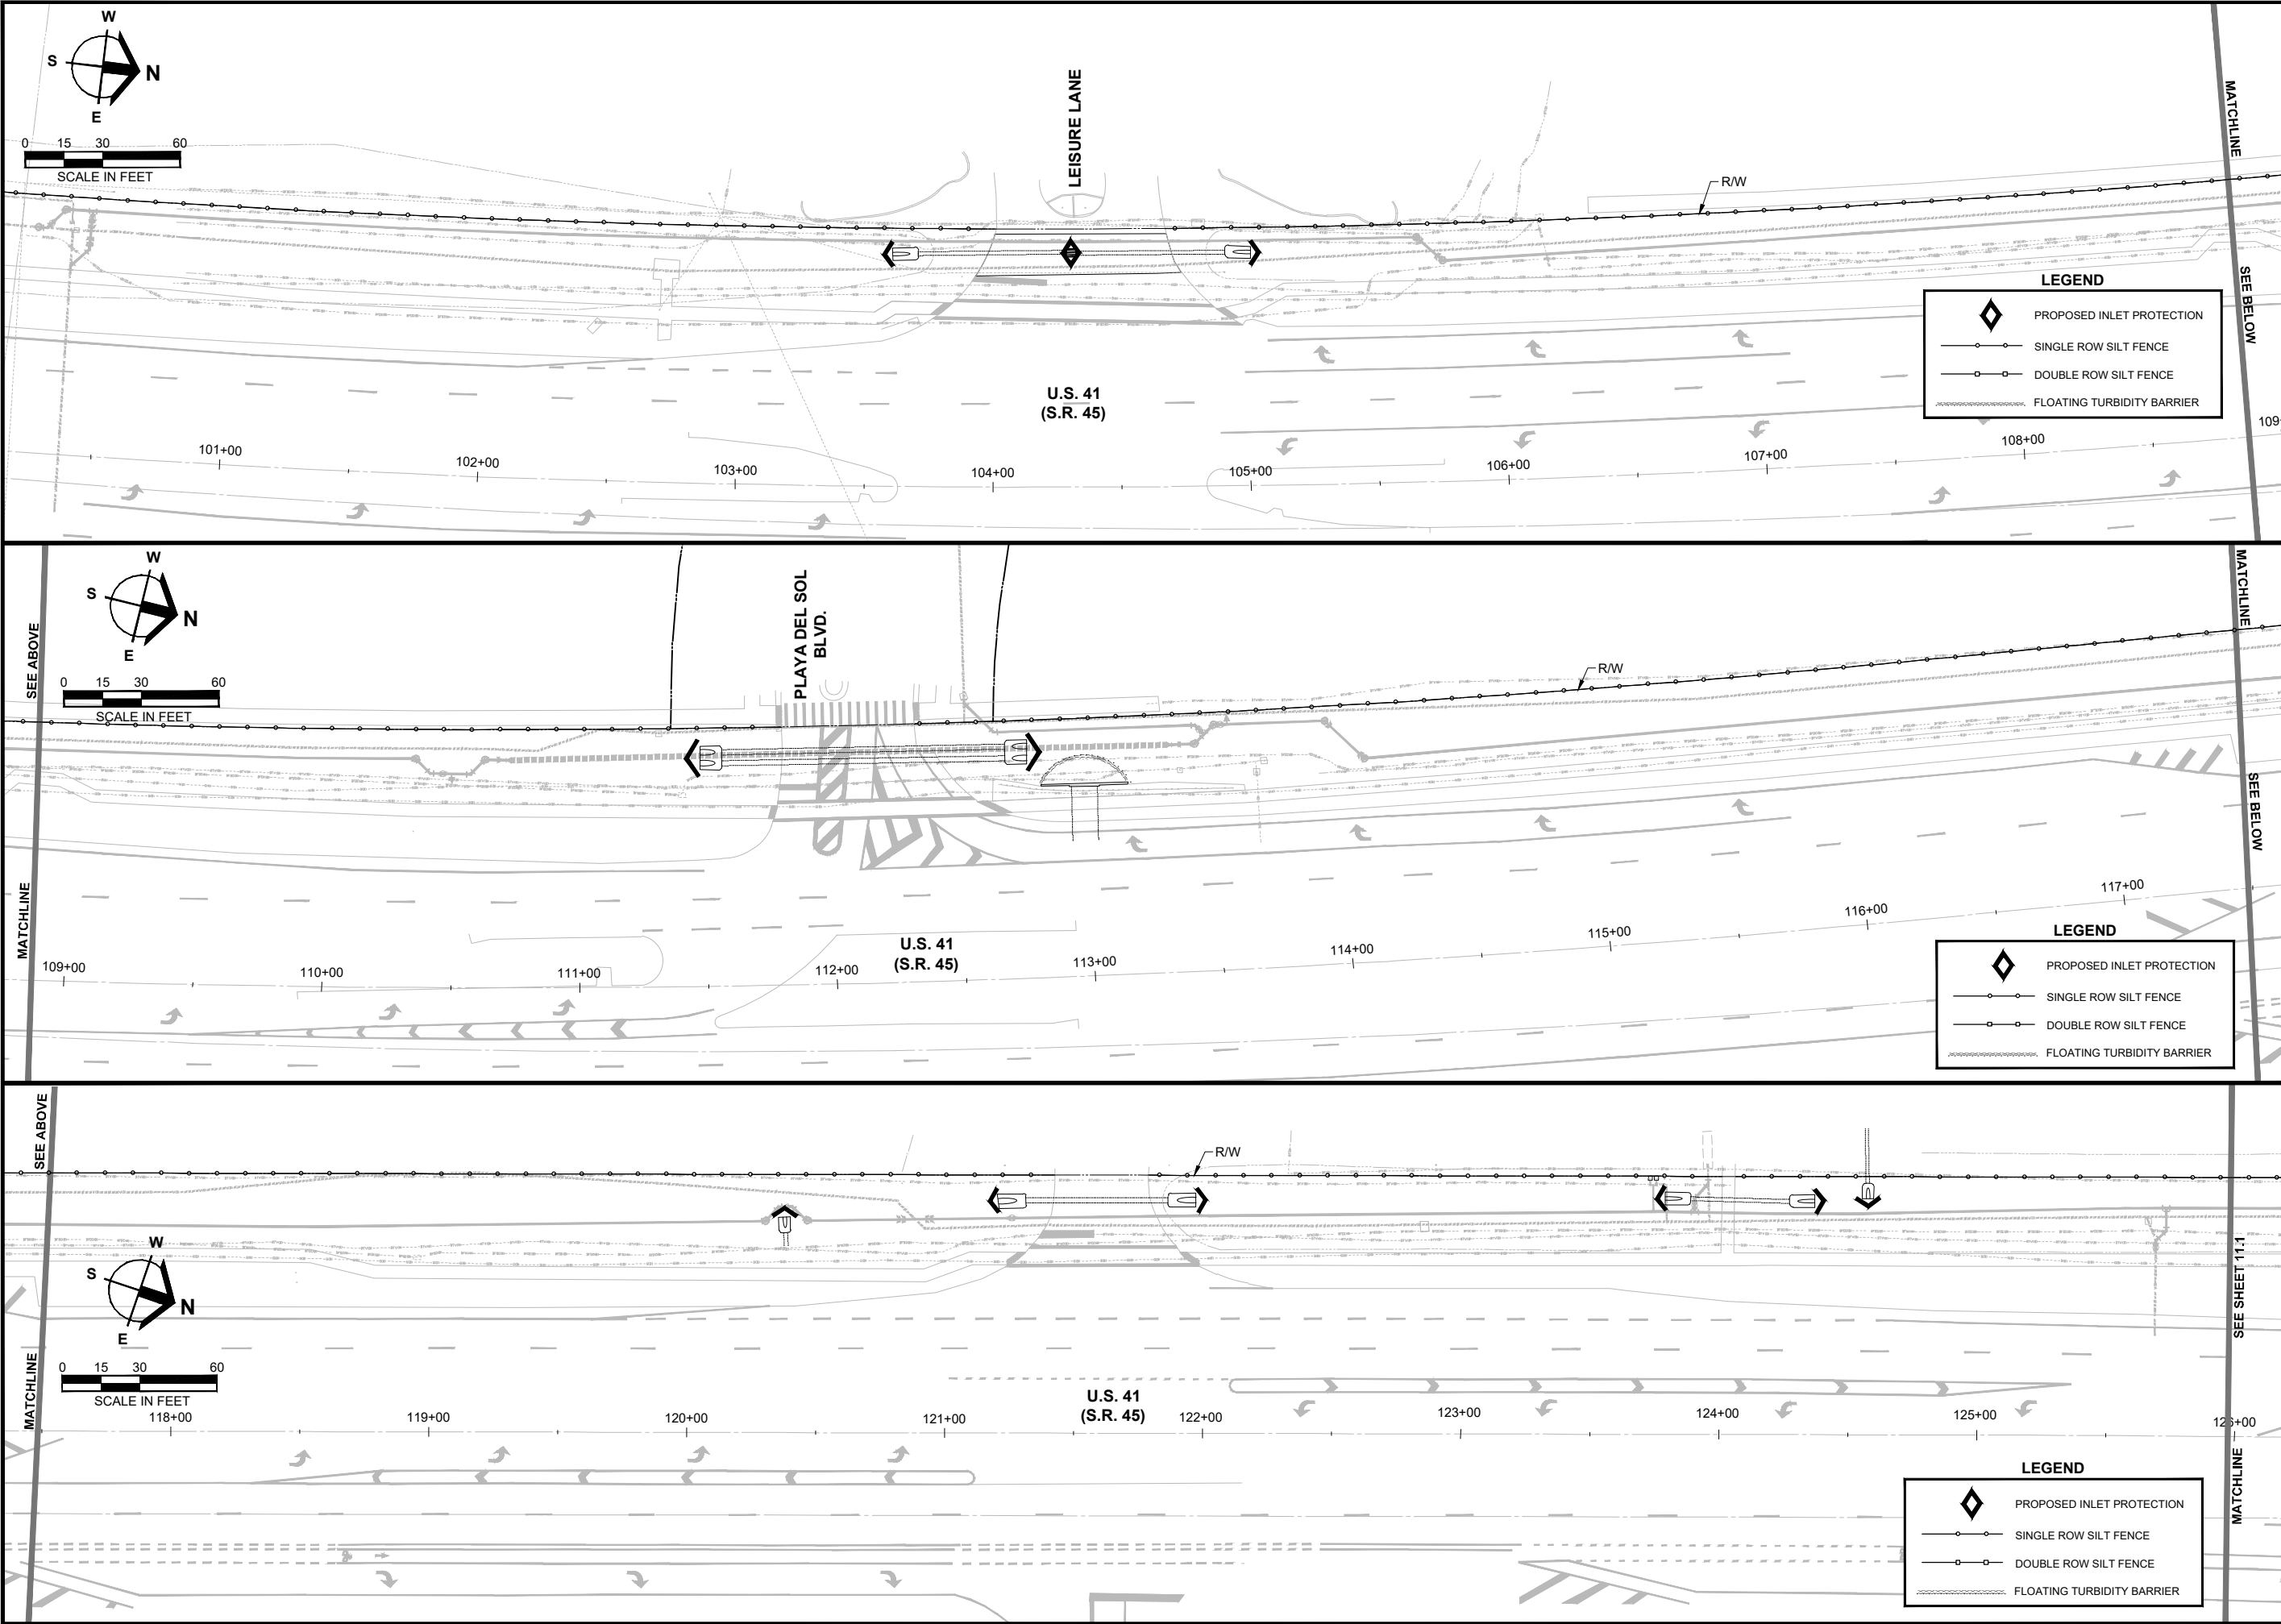 W
S
N
E
0 15 30 60
SCALE IN FEET
LEISURE LANE
R/W
MATCHLINE
SEE BELOW
LEGEND
PROPOSED INLET PROTECTION
SINGLE ROW SILT FENCE
DOUBLE ROW SILT FENCE
FLOATING TURBIDITY BARRIER
U.S. 41
(S.R. 45)
101+00 102+00 103+00 104+00 105+00 106+00 107+00 108+00 109+
W
S
N
E
SEE ABOVE
MATCHLINE
0 15 30 60
SCALE IN FEET
PLAYA DEL SOL
BLVD.
R/W
MATCHLINE
SEE BELOW
U.S. 41
(S.R. 45)
109+00 110+00 111+00 112+00 113+00 114+00 115+00 116+00 117+00
LEGEND
PROPOSED INLET PROTECTION
SINGLE ROW SILT FENCE
DOUBLE ROW SILT FENCE
FLOATING TURBIDITY BARRIER
SEE ABOVE
MATCHLINE
R/W
W
S
N
E
0 15 30 60
SCALE IN FEET
U.S. 41
(S.R. 45)
118+00 119+00 120+00 121+00 122+00 123+00 124+00 125+00 126+00
SEE SHEET 11.1
MATCHLINE
LEGEND
PROPOSED INLET PROTECTION
SINGLE ROW SILT FENCE
DOUBLE ROW SILT FENCE
FLOATING TURBIDITY BARRIER